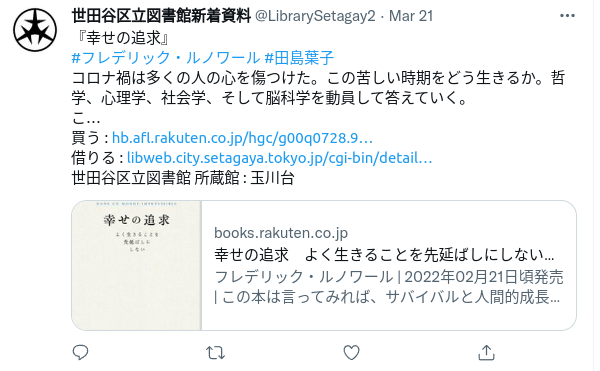 世田谷区立図書館新着資料 @LibrarySetagay2 · Mar 21
『幸せの追求』
#フレデリック・ルノワール #田島葉子
コロナ禍は多くの人の心を傷つけた。この苦しい時期をどう生きるか。哲
学、心理学、社会学、そして脳科学を動員して答えていく。
こ…
買う : hb.afl.rakuten.co.jp/hgc/g00q0728.9…
借りる : libweb.city.setagaya.tokyo.jp/cgi-bin/detail…
世田谷区立図書館 所蔵館 : 玉川台
幸せの追求
よく生きることを
先延ばしに
しない
books.rakuten.co.jp
幸せの追求 よく生きることを先延ばしにしない…
フレデリック・ルノワール | 2022年02月21日頃発売
| この本は言ってみれば、サバイバルと人間的成長…